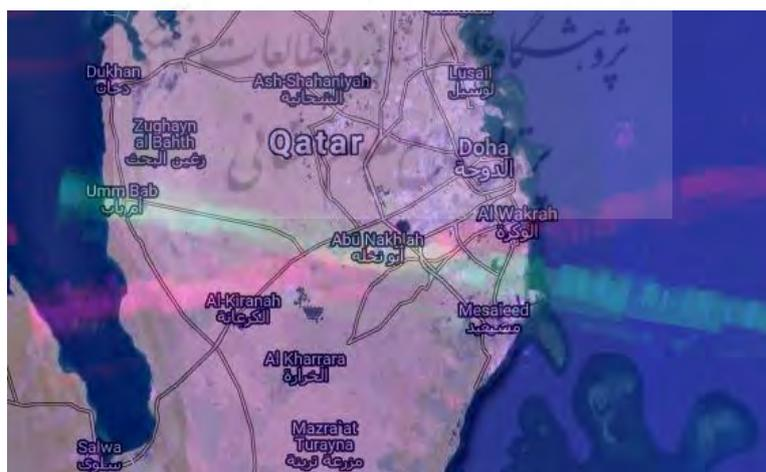 Dukhan
دخان
Ash-Shahaniyah
الشحانية
Lusail
لوسيل
Zughayn
al Bahth
زغين البحث
Qatar
Doha
الدوحة
Umm Bab
أم باب
Al Wakrah
الوكرة
Abū Nakhlah
أبو نخله
Al-Kiranah
الكرعانة
Mesaieed
مسيعيد
Al Kharrara
الخرارة
Mazra'at
Turayna
مزرعة ترينة
Salwa
سلوى